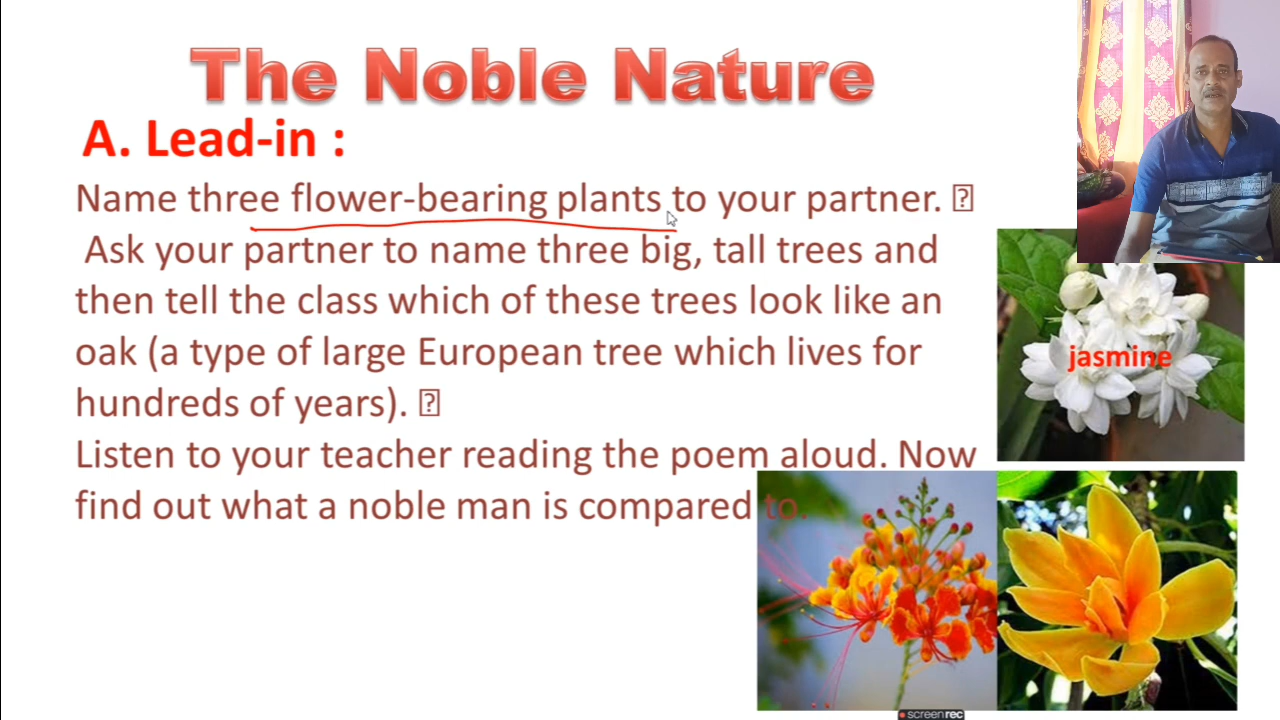 The Noble Nature
A. Lead-in :
Name three flower-bearing plants to your partner.
Ask your partner to name three big, tall trees and
then tell the class which of these trees look like an
oak (a type of large European tree which lives for
hundreds of years).
Listen to your teacher reading the poem aloud. Now
find out what a noble man is compared to.
jasmine
screenrec